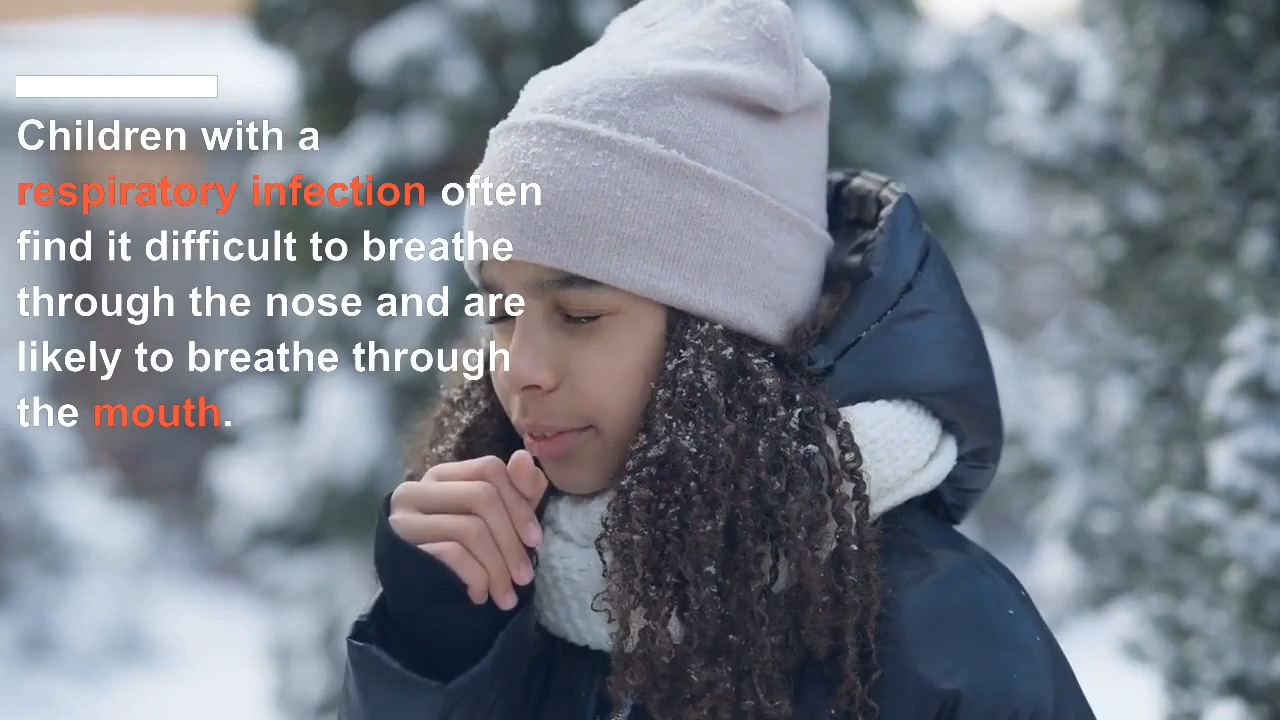 Children with a
respiratory infection often
find it difficult to breathe
through the nose and are
likely to breathe through
the mouth.